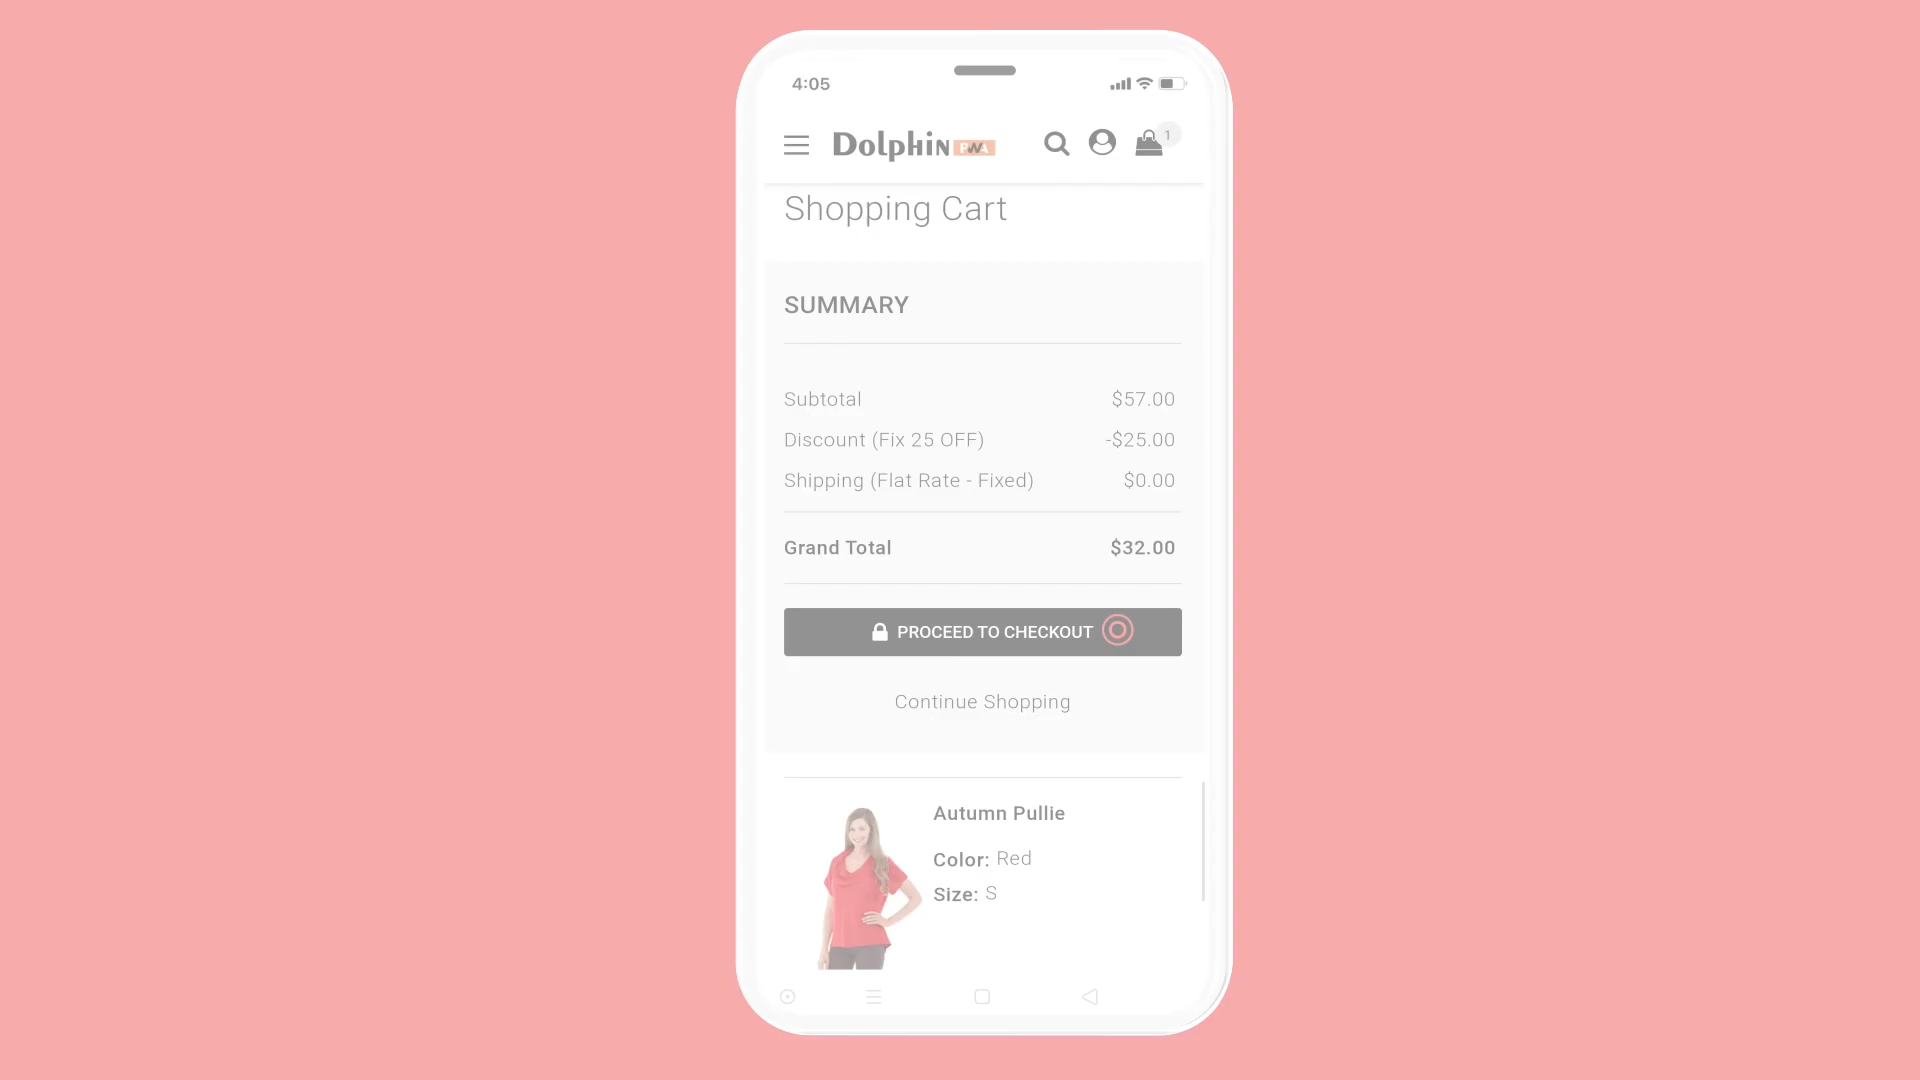 4:05
Dolphin PWA
1
Shopping Cart
SUMMARY
Subtotal $57.00
Discount (Fix 25 OFF) -$25.00
Shipping (Flat Rate - Fixed) $0.00
Grand Total $32.00
PROCEED TO CHECKOUT
Continue Shopping
Autumn Pullie
Color: Red
Size: S